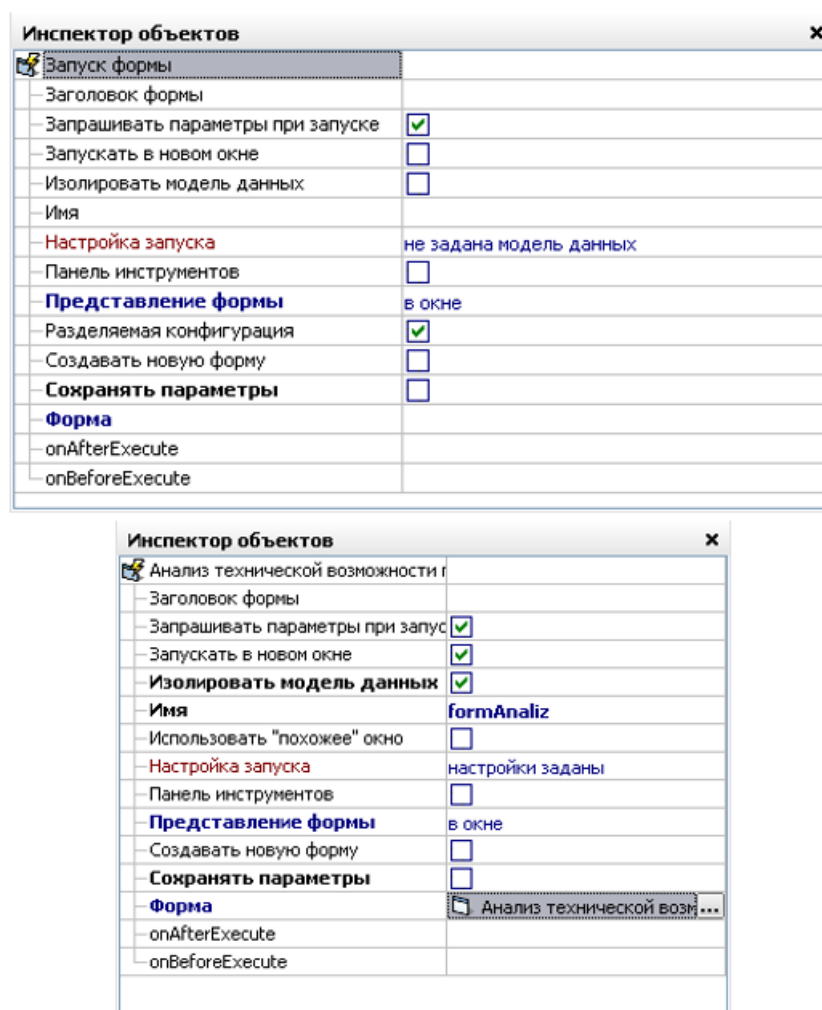 Инспектор объектов
Запуск формы
Заголовок формы
Запрашивать параметры при запуске
Запускать в новом окне
Изолировать модель данных
Имя
Настройка запуска не задана модель данных
Панель инструментов
Представление формы в окне
Разделяемая конфигурация
Создавать новую форму
Сохранять параметры
Форма
onAfterExecute
onBeforeExecute
Инспектор объектов
Анализ технической возможности
Заголовок формы
Запрашивать параметры при запус
Запускать в новом окне
Изолировать модель данных
Имя formAnaliz
Использовать "похожее" окно
Настройка запуска настройки заданы
Панель инструментов
Представление формы в окне
Создавать новую форму
Сохранять параметры
Форма Анализ технической возм...
onAfterExecute
onBeforeExecute